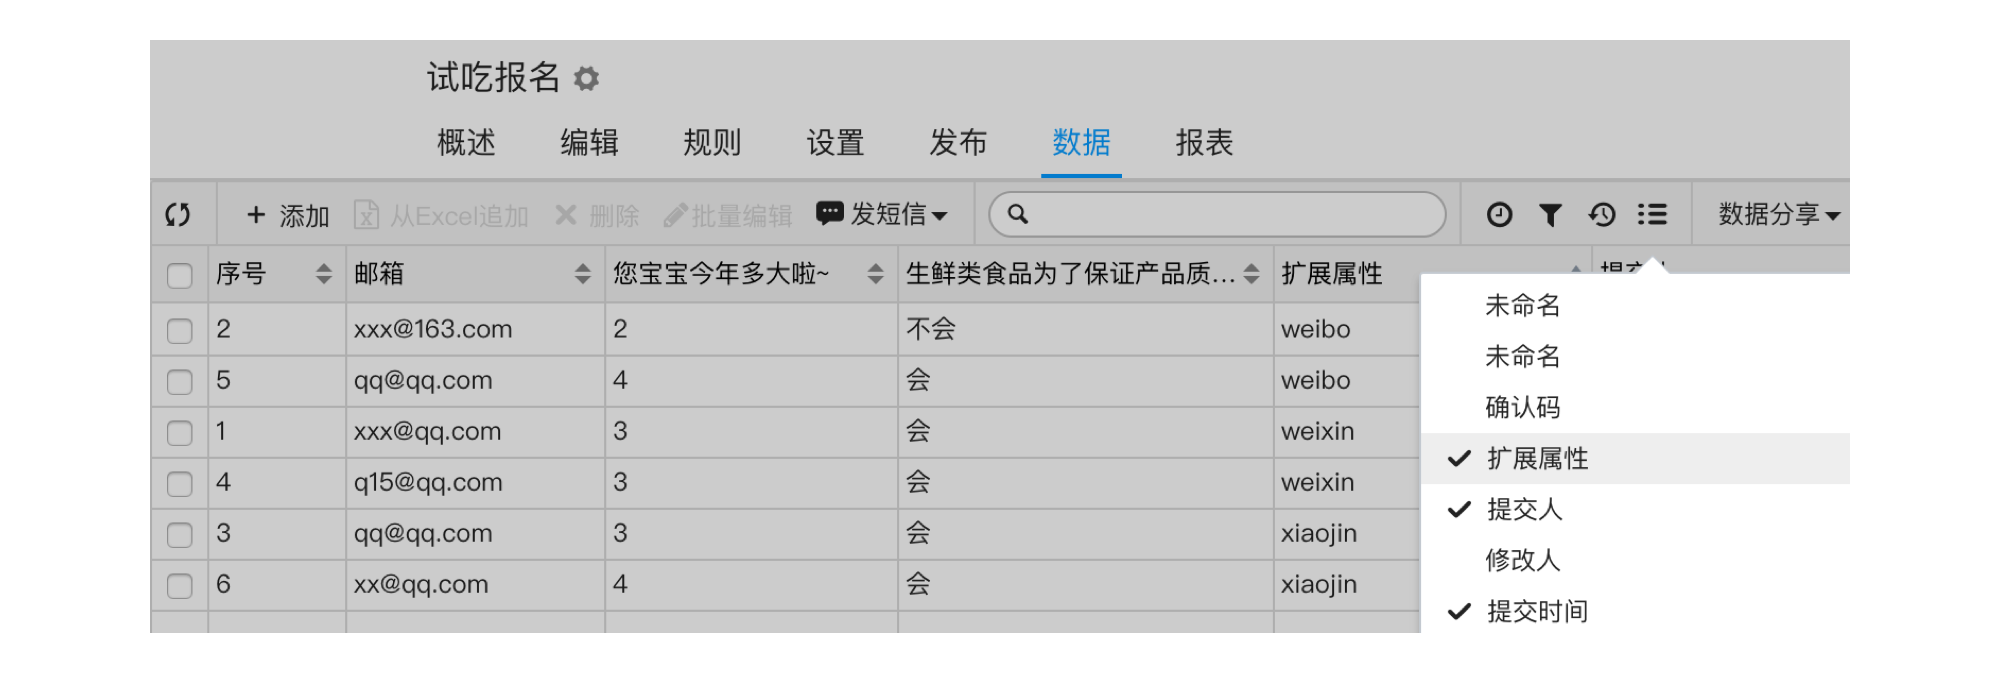 试吃报名
概述 编辑 规则 设置 发布 数据 报表
添加 从Excel追加 删除 批量编辑 发短信 数据分享
序号 邮箱 您宝宝今年多大啦~ 生鲜类食品为了保证产品质... 扩展属性
2 xxx@163.com 2 不会 weibo
5 qq@qq.com 4 会 weibo
1 xxx@qq.com 3 会 weixin
4 q15@qq.com 3 会 weixin
3 qq@qq.com 3 会 xiaojin
6 xx@qq.com 4 会 xiaojin
未命名
未命名
确认码
扩展属性
提交人
修改人
提交时间